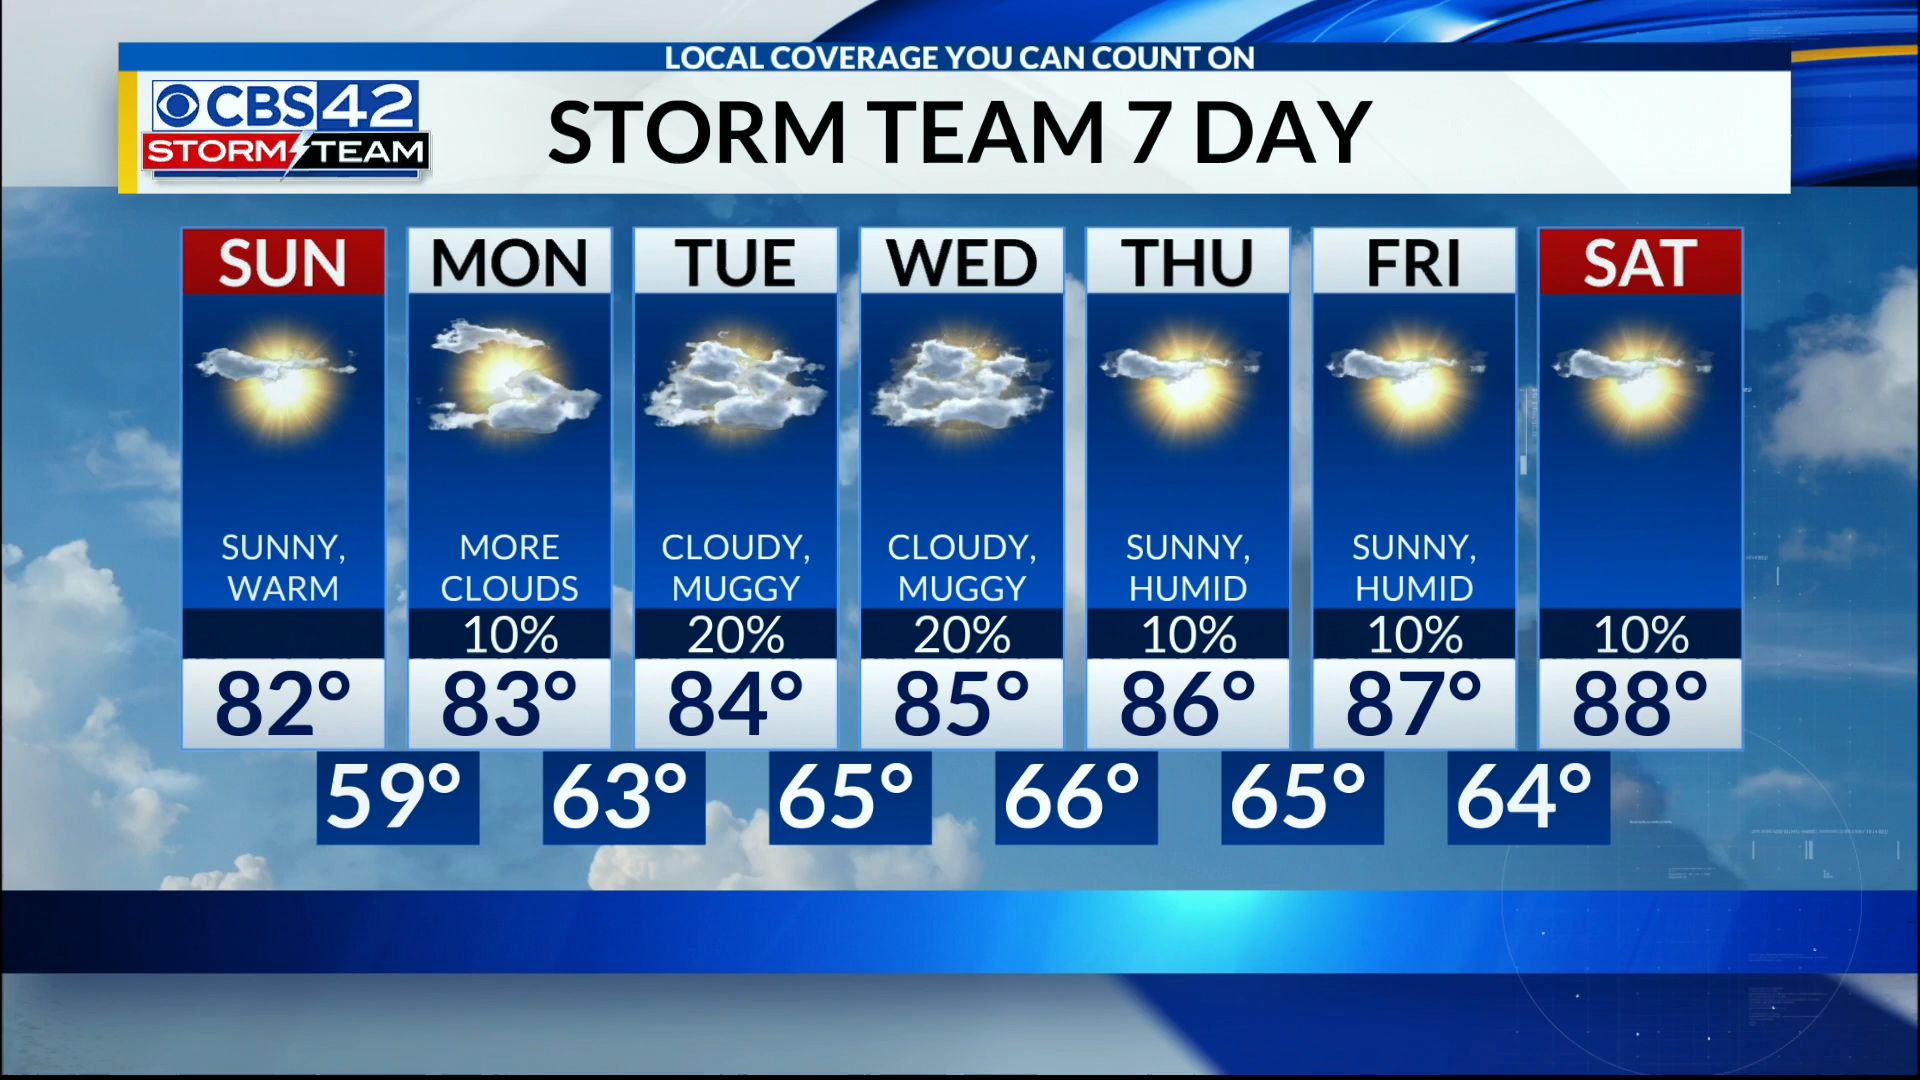 LOCAL COVERAGE YOU CAN COUNT ON
CBS 42
STORM TEAM
STORM TEAM 7 DAY
SUN MON TUE WED THU FRI SAT
SUNNY, MORE CLOUDY, CLOUDY, SUNNY, SUNNY,
WARM CLOUDS MUGGY MUGGY HUMID HUMID
10% 20% 20% 10% 10% 10%
82° 83° 84° 85° 86° 87° 88°
59° 63° 65° 66° 65° 64°